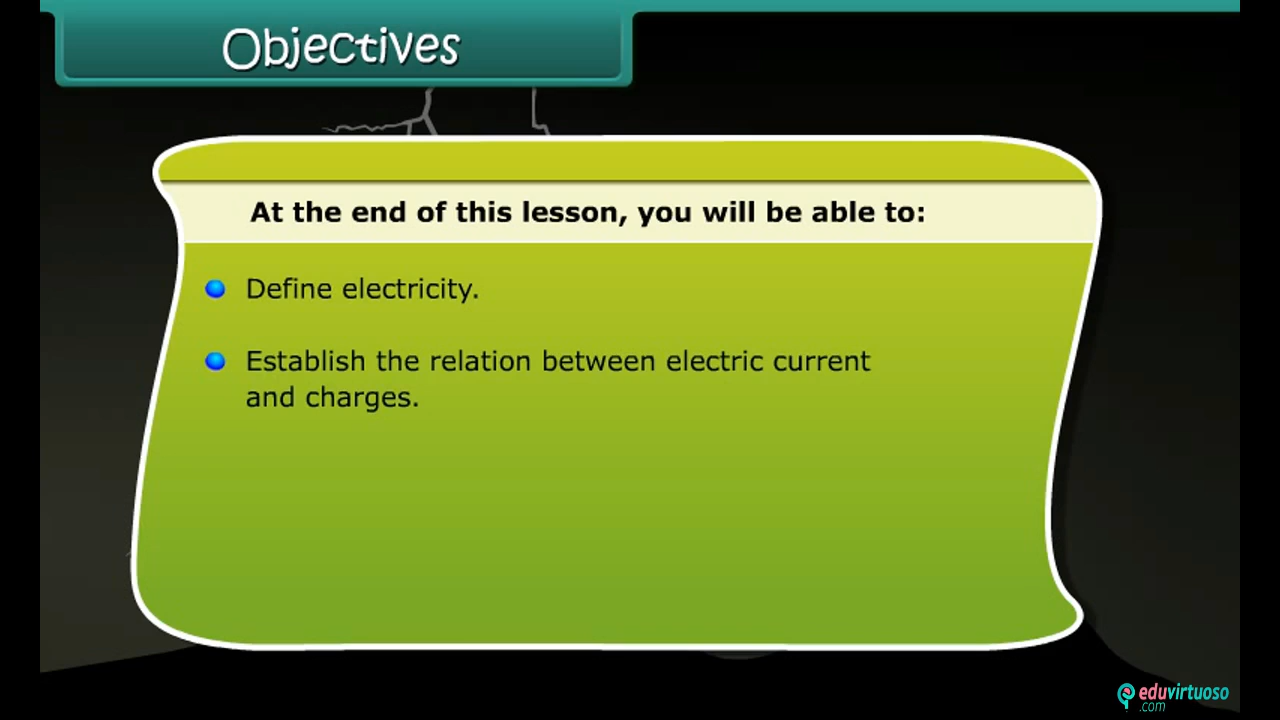 Objectives
At the end of this lesson, you will be able to:
Define electricity.
Establish the relation between electric current
and charges.
eduvirtuoso
.com